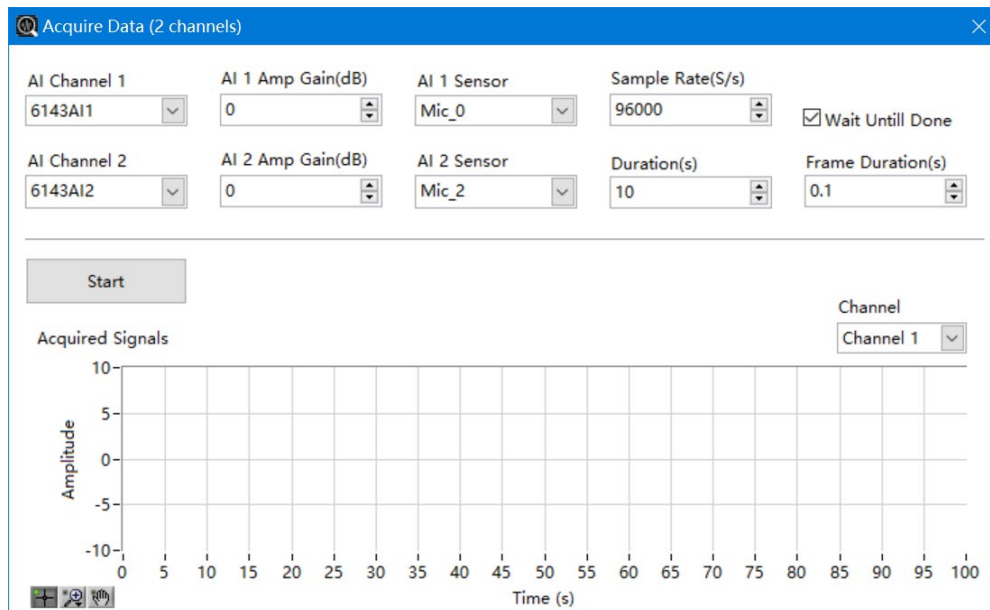 Acquire Data (2 channels)
AI Channel 1 AI 1 Amp Gain(dB) AI 1 Sensor Sample Rate(S/s)
6143AI1 0 Mic_0 96000 Wait Untill Done
AI Channel 2 AI 2 Amp Gain(dB) AI 2 Sensor Duration(s) Frame Duration(s)
6143AI2 0 Mic_2 10 0.1
Start
Channel
Acquired Signals Channel 1
10
5
0
-5
-10
Amplitude
0 5 10 15 20 25 30 35 40 45 50 55 60 65 70 75 80 85 90 95 100
Time (s)